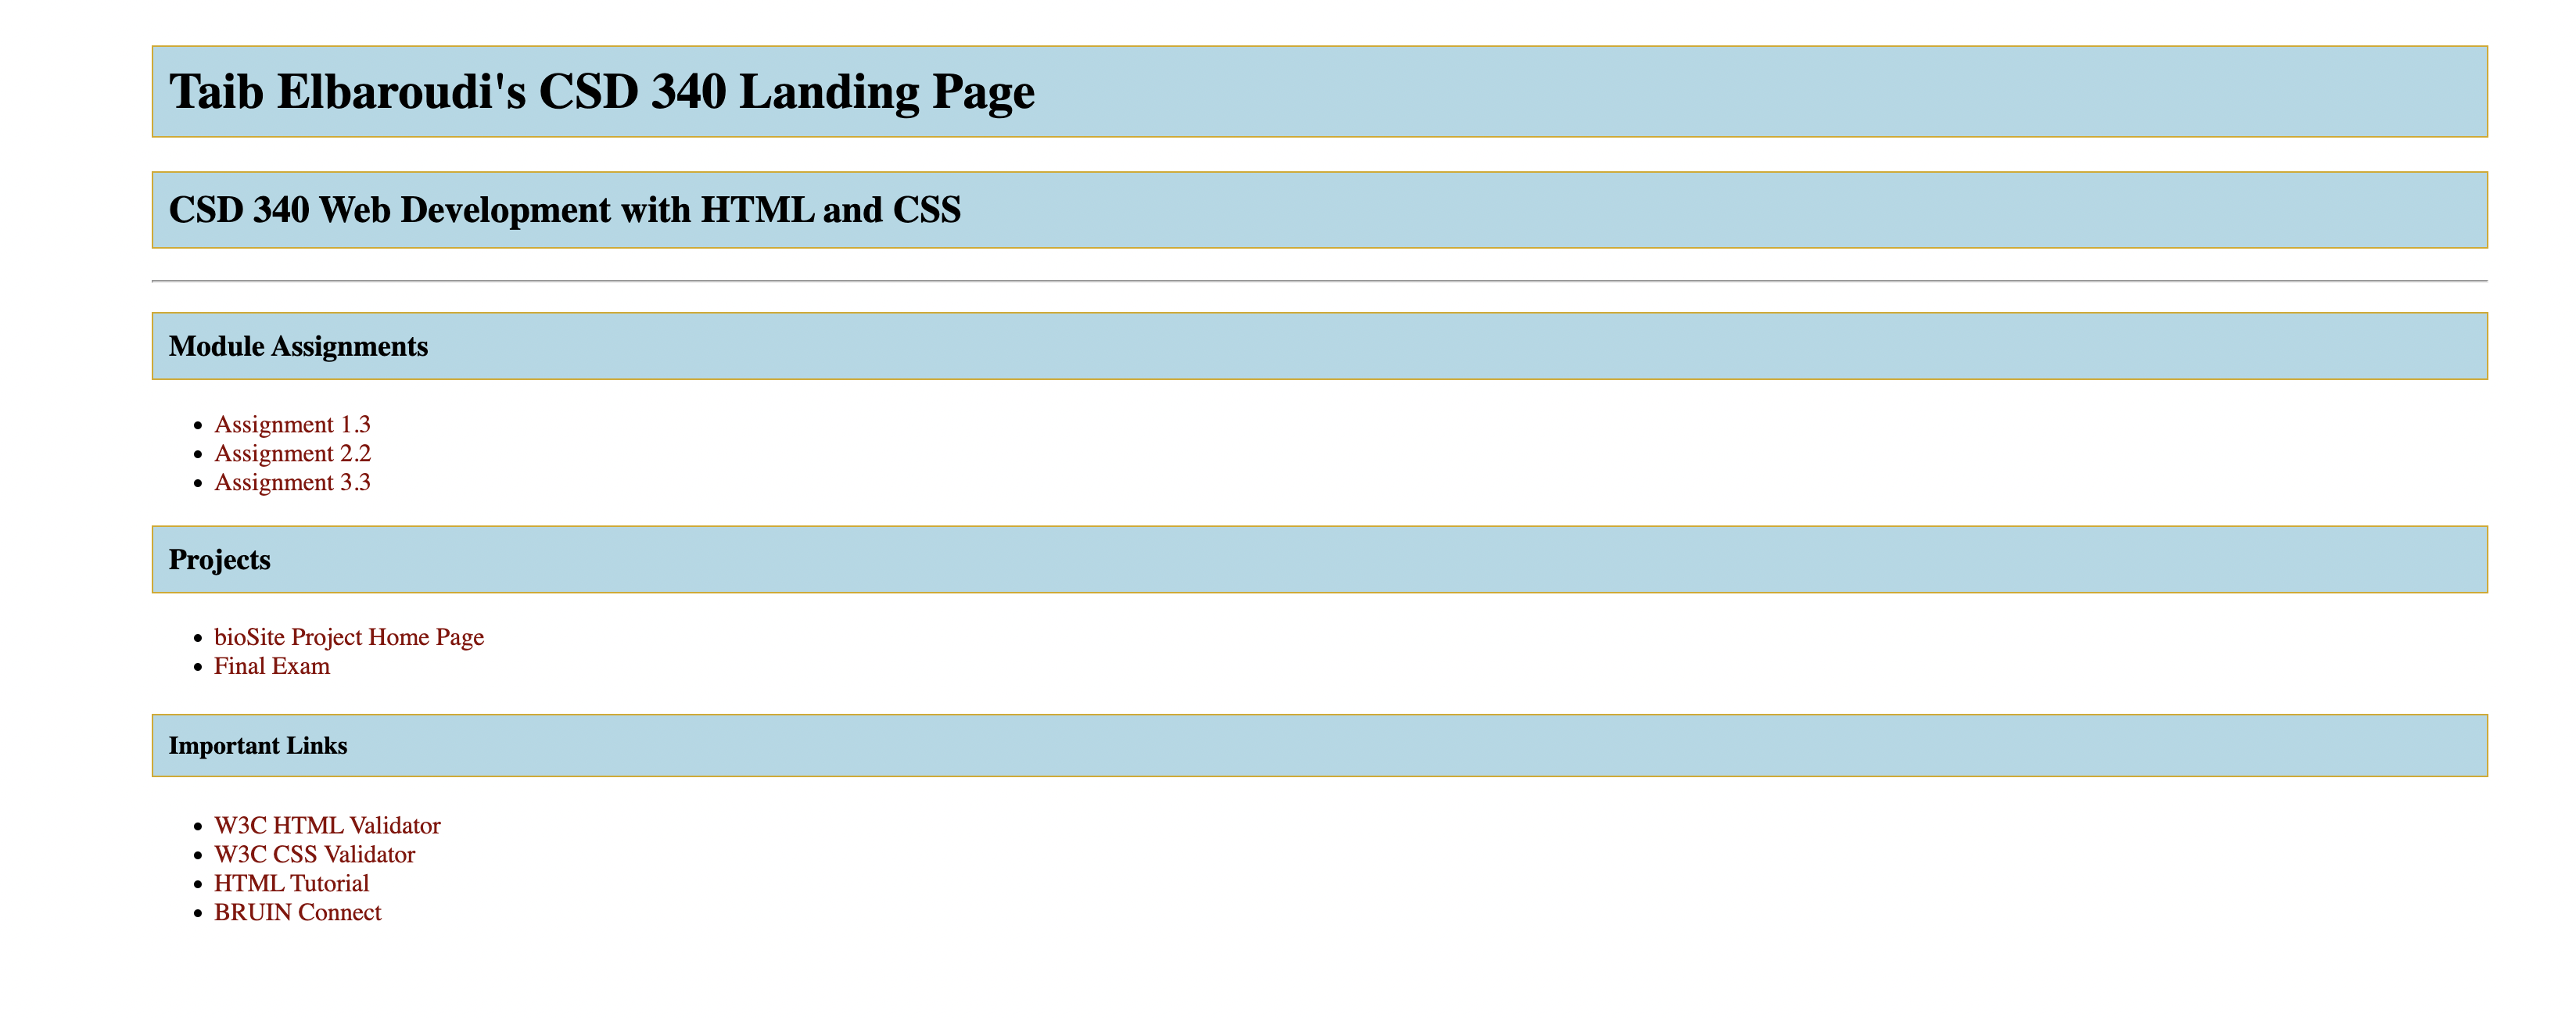 Taib Elbaroudi's CSD 340 Landing Page
CSD 340 Web Development with HTML and CSS
Module Assignments
Assignment 1.3
Assignment 2.2
Assignment 3.3
Projects
bioSite Project Home Page
Final Exam
Important Links
W3C HTML Validator
W3C CSS Validator
HTML Tutorial
BRUIN Connect